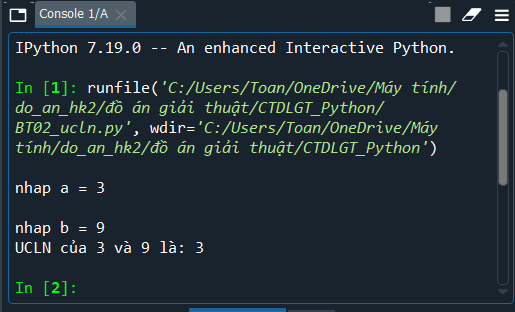 Console 1/A
IPython 7.19.0 -- An enhanced Interactive Python.
In [1]: runfile('C:/Users/Toan/OneDrive/Máy tính/
do_an_hk2/đồ án giải thuật/CTDLGT_Python/
BT02_ucln.py', wdir='C:/Users/Toan/OneDrive/Máy
tính/do_an_hk2/đồ án giải thuật/CTDLGT_Python')
nhap a = 3
nhap b = 9
UCLN của 3 và 9 là: 3
In [2]: